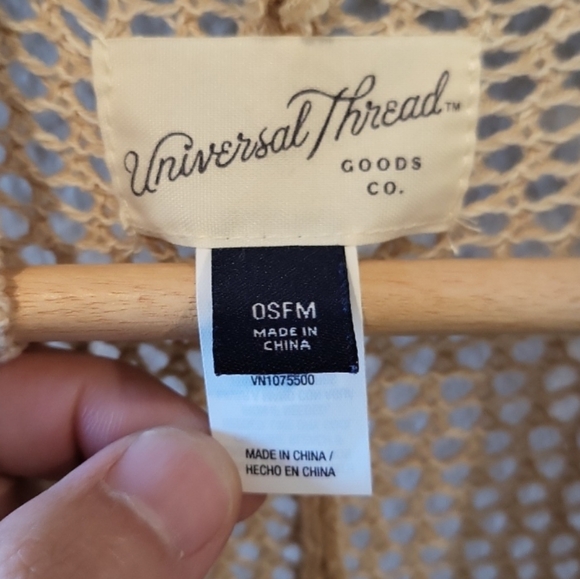 Universal Thread™
GOODS
CO.
OSFM
MADE IN
CHINA
VN1075500
MADE IN CHINA /
HECHO EN CHINA